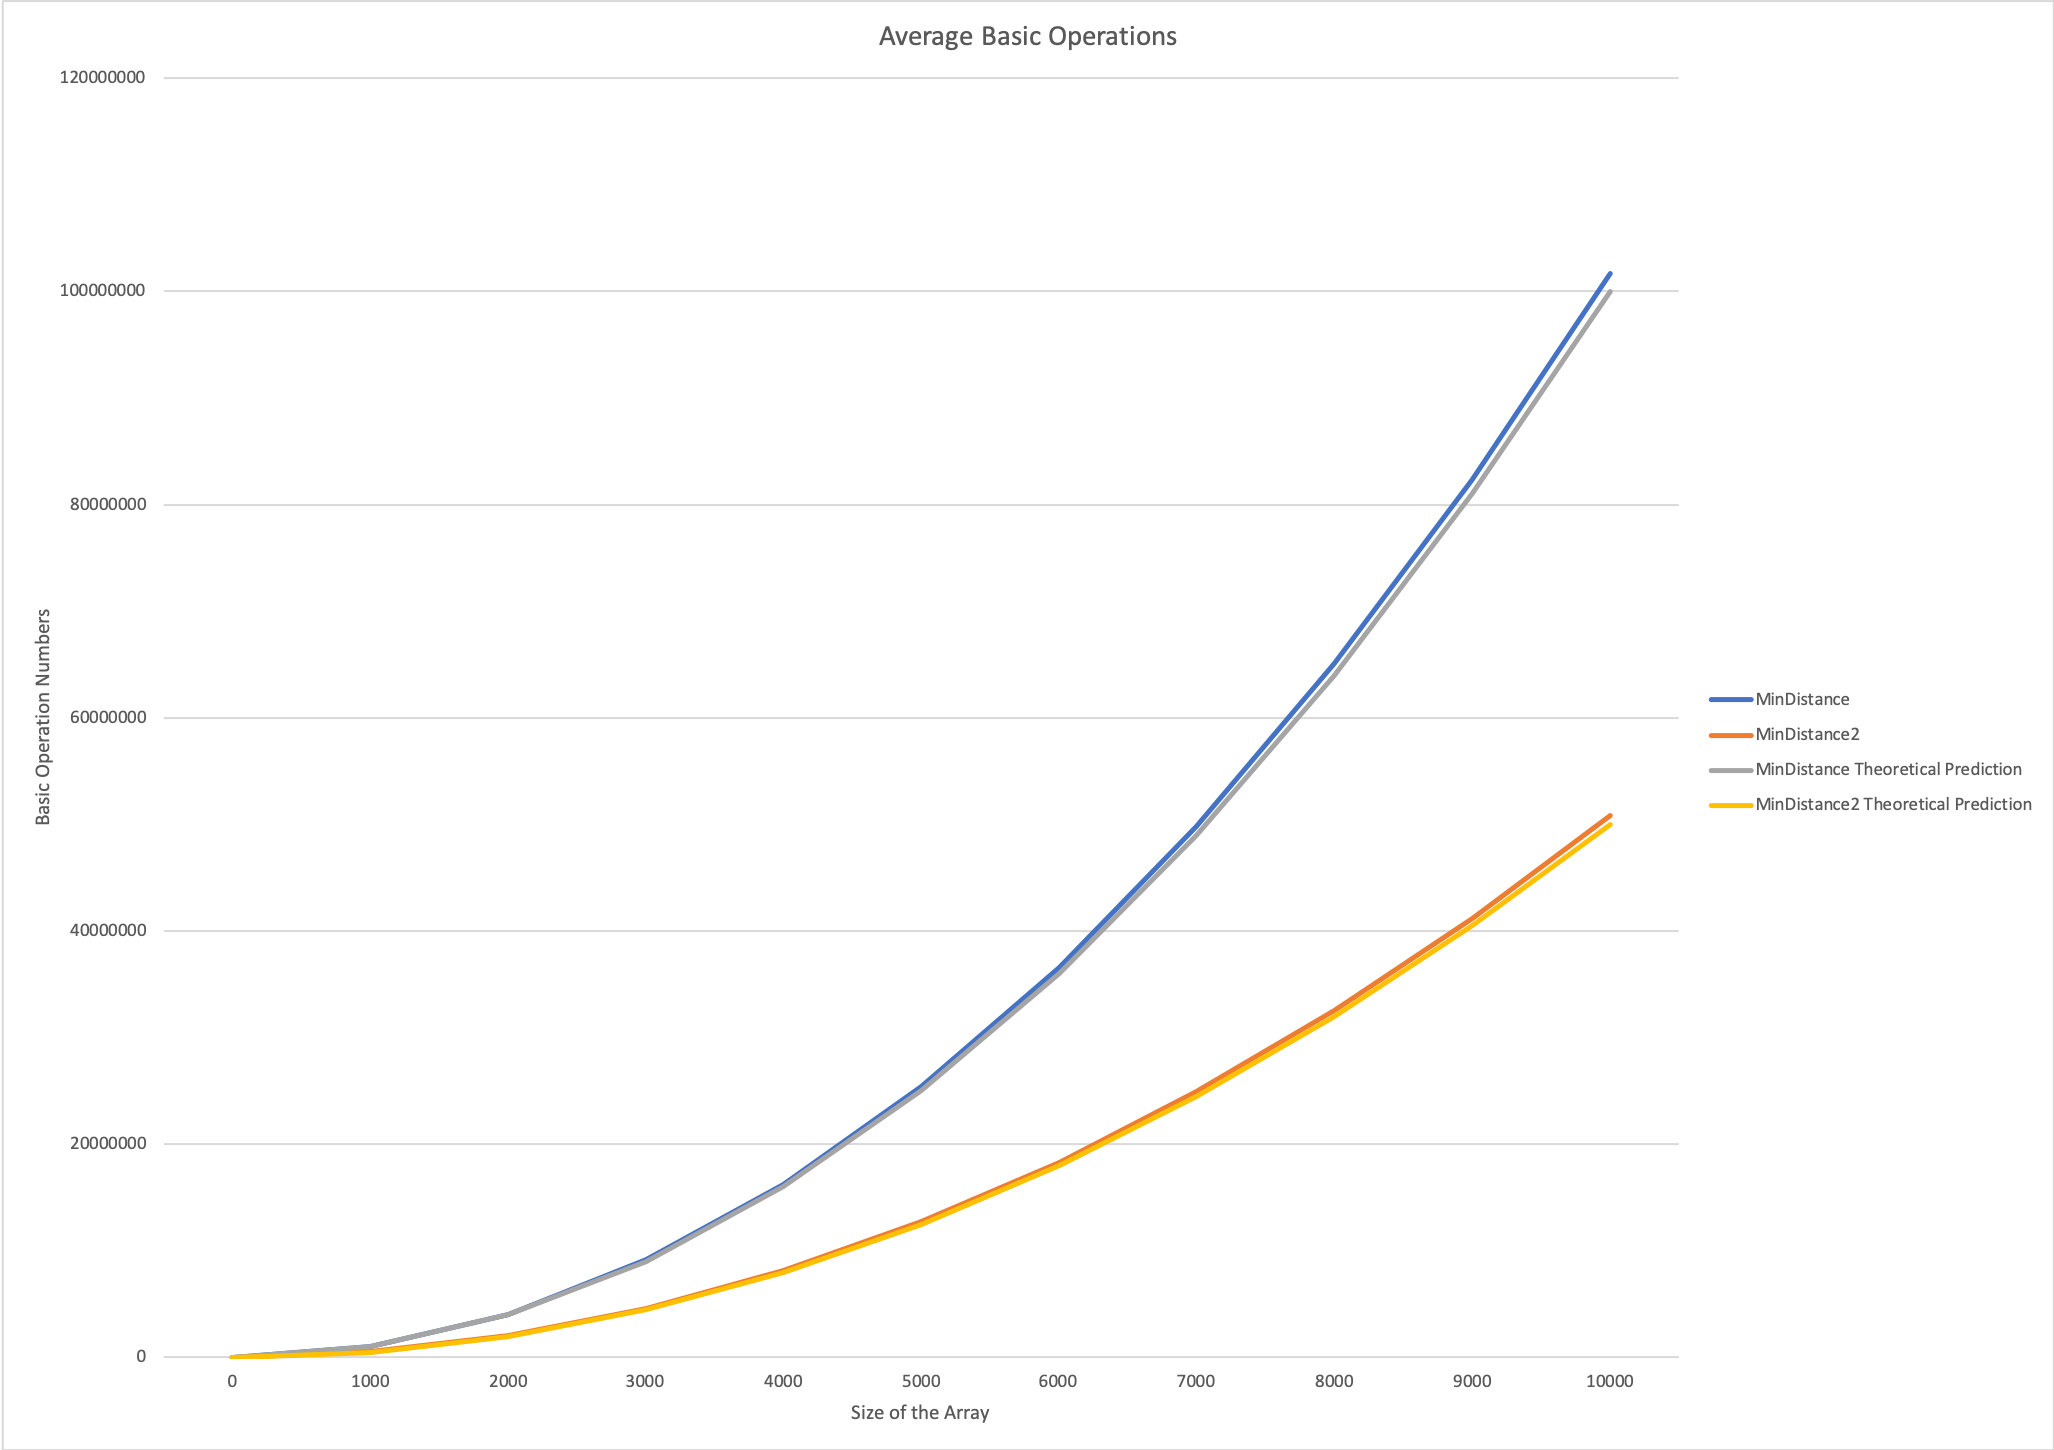 Average Basic Operations
120000000
100000000
80000000
60000000
40000000
20000000
0
Basic Operation Numbers
0 1000 2000 3000 4000 5000 6000 7000 8000 9000 10000
Size of the Array
MinDistance
MinDistance2
MinDistance Theoretical Prediction
MinDistance2 Theoretical Prediction